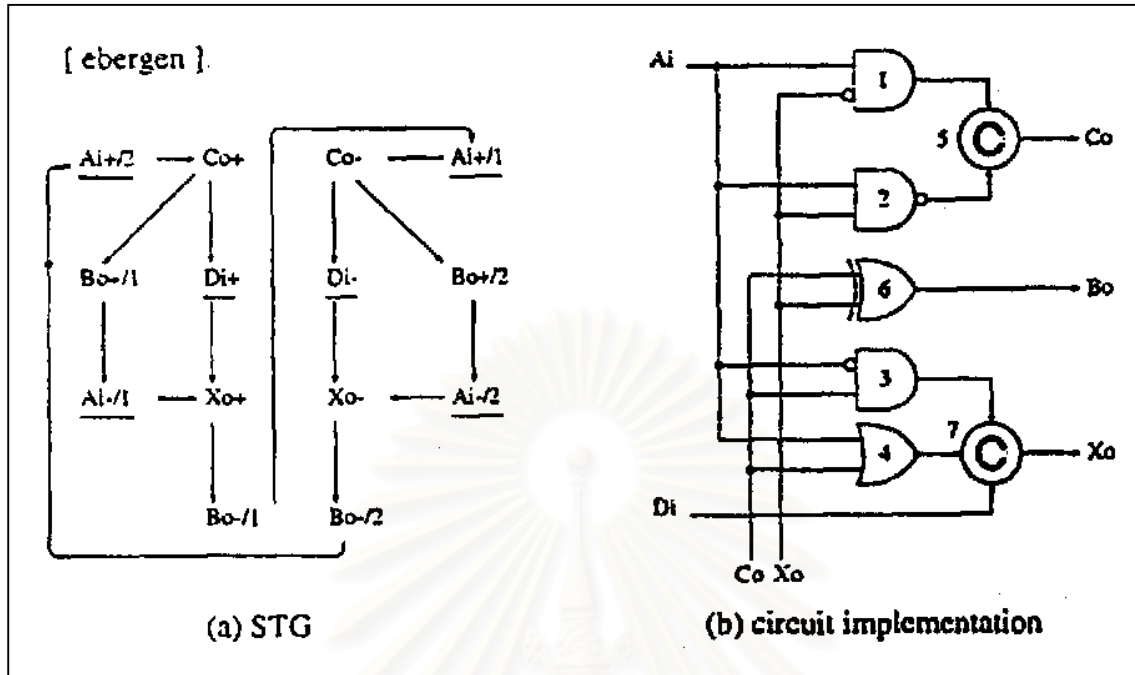 [ ebergen ]
Ai+/2 Co+ Co- Ai+/1
Bo+/1 Di+ Di- Bo+/2
Ai-/1 Xo+ Xo- Ai-/2
Bo-/1 Bo-/2
(a) STG
Ai
1
5 C Co
2
6 Bo
3
4 7 C Xo
Di
Co Xo
(b) circuit implementation